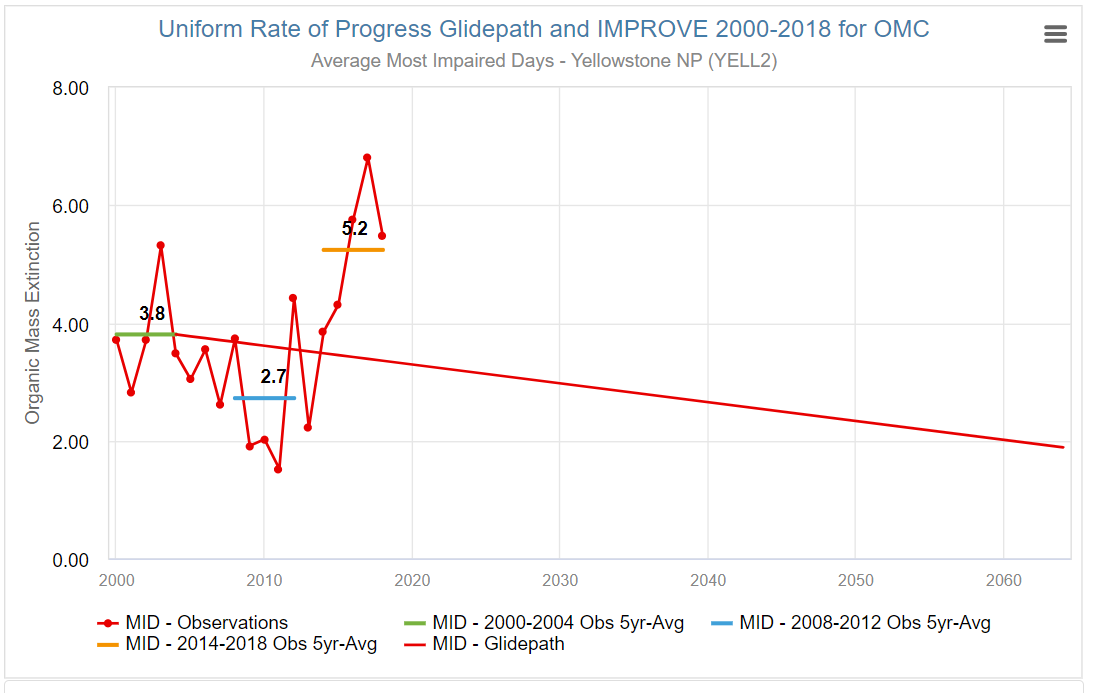 Uniform Rate of Progress Glidepath and IMPROVE 2000-2018 for OMC
Average Most Impaired Days - Yellowstone NP (YELL2)
Organic Mass Extinction
8.00
6.00
4.00
2.00
0.00
3.8
2.7
5.2
2000 2010 2020 2030 2040 2050 2060
MID - Observations MID - 2000-2004 Obs 5yr-Avg MID - 2008-2012 Obs 5yr-Avg
MID - 2014-2018 Obs 5yr-Avg MID - Glidepath